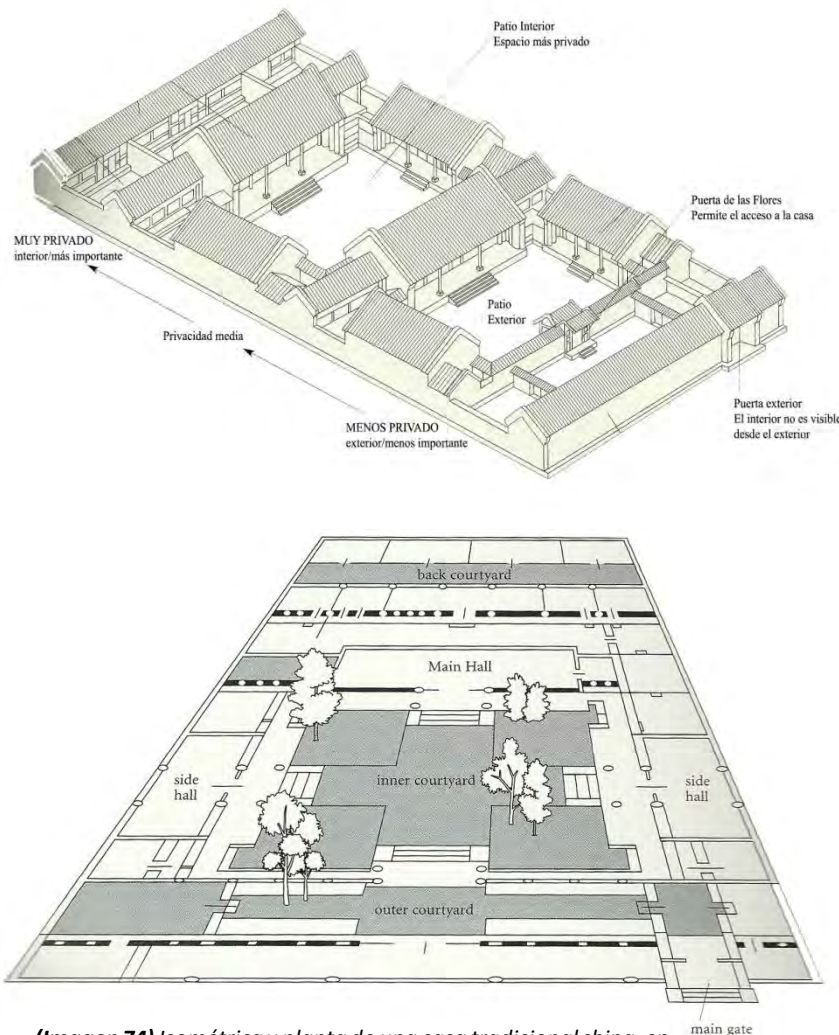 Patio Interior
Espacio más privado
Puerta de las Flores
Permite el acceso a la casa
MUY PRIVADO
interior/más importante
Patio
Exterior
Privacidad media
Puerta exterior
El interior no es visible
desde el exterior
MENOS PRIVADO
exterior/menos importante
back courtyard
Main Hall
side
hall
inner courtyard
side
hall
outer courtyard
main gate
(Imagen 74) Isométrica y planta de una casa tradicional china, en